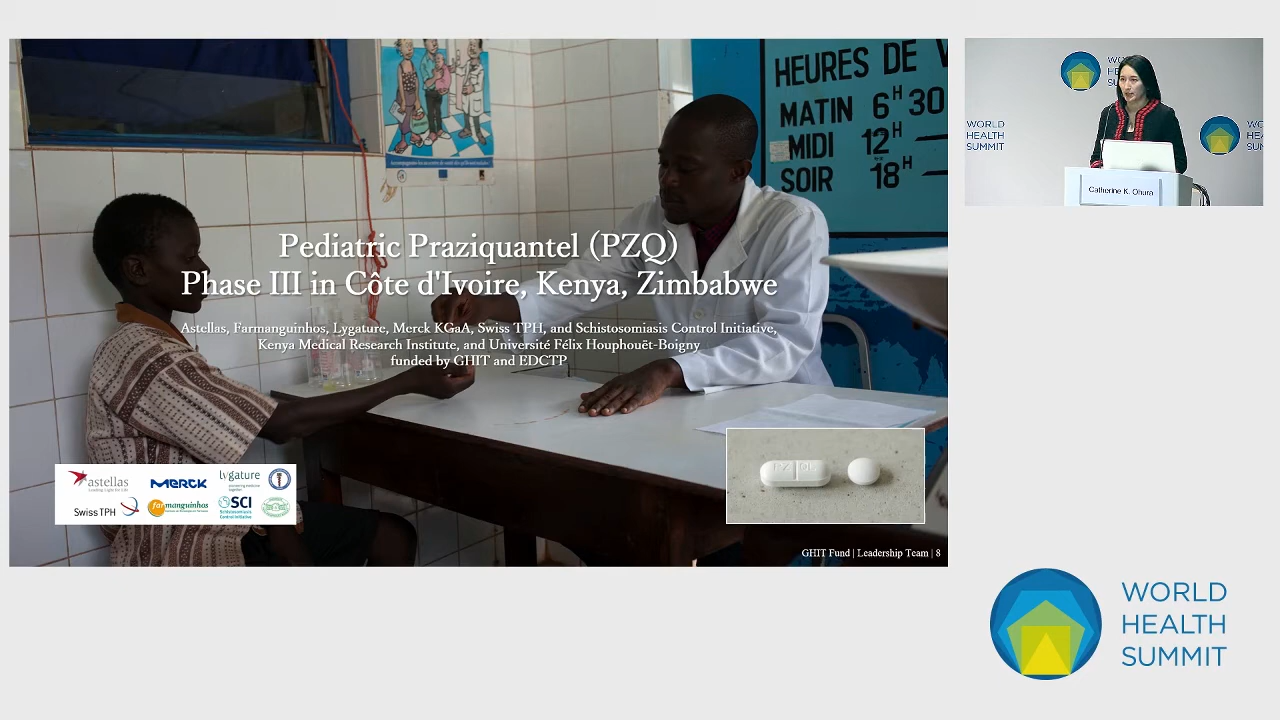 HEURES DE
MATIN 6H 30
MIDI 12H
SOIR 18H
Pediatric Praziquantel (PZQ)
Phase III in Côte d'Ivoire, Kenya, Zimbabwe
Astellas, Farmanguinhos, Lygature, Merck KGaA, Swiss TPH, and Schistosomiasis Control Initiative,
Kenya Medical Research Institute, and Université Félix Houphouët-Boigny
funded by GHIT and EDCTP
astellas
MERCK
lygature
Swiss TPH
farmanguinhos
SCI
Schistosomiasis
Control Initiative
GHIT Fund | Leadership Team | 8
WORLD
HEALTH
SUMMIT
Catherine K. Ohura
WORLD
HEALTH
SUMMIT